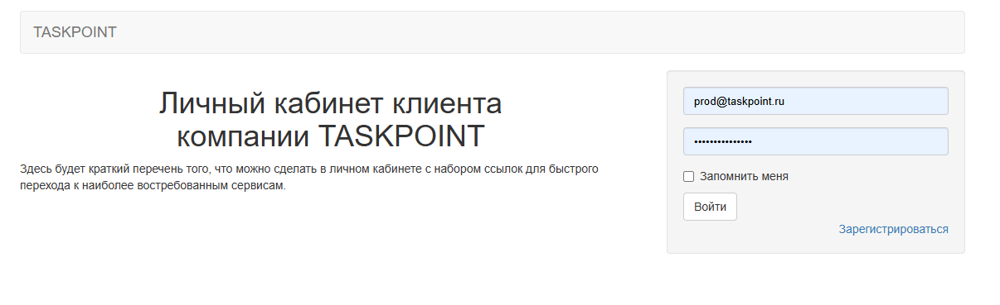 TASKPOINT
Личный кабинет клиента
компании TASKPOINT
Здесь будет краткий перечень того, что можно сделать в личном кабинете с набором ссылок для быстрого
перехода к наиболее востребованным сервисам.
prod@taskpoint.ru
•••••••••••••••
Запомнить меня
Войти
Зарегистрироваться